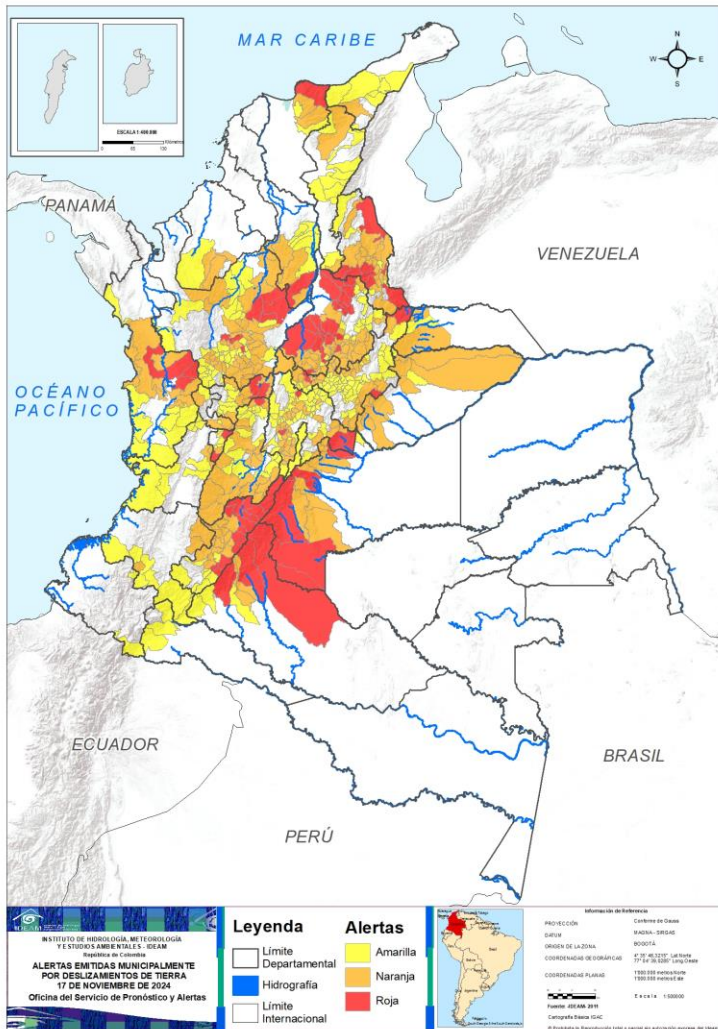 MAR CARIBE
N
W
E
S
ESCALA 1:400.000
PANAMÁ
VENEZUELA
OCÉANO
PACÍFICO
ECUADOR
BRASIL
PERÚ
IDEAM
INSTITUTO DE HIDROLOGÍA, METEOROLOGÍA
Y ESTUDIOS AMBIENTALES - IDEAM
República de Colombia
ALERTAS EMITIDAS MUNICIPALMENTE
POR DESLIZAMIENTOS DE TIERRA
17 DE NOVIEMBRE DE 2024
Oficina del Servicio de Pronóstico y Alertas
Leyenda
Límite
Departamental
Hidrografía
Límite
Internacional
Alertas
Amarilla
Naranja
Roja
Información de Referencia
PROYECCIÓN Conforme de Gauss
DATUM MAGNA - SIRGAS
ORIGEN DE LA ZONA BOGOTÁ
COORDENADAS GEOGRÁFICAS
COORDENADAS PLANAS
Escala
Fuente: IDEAM 2011
Cartografía Básica IGAC